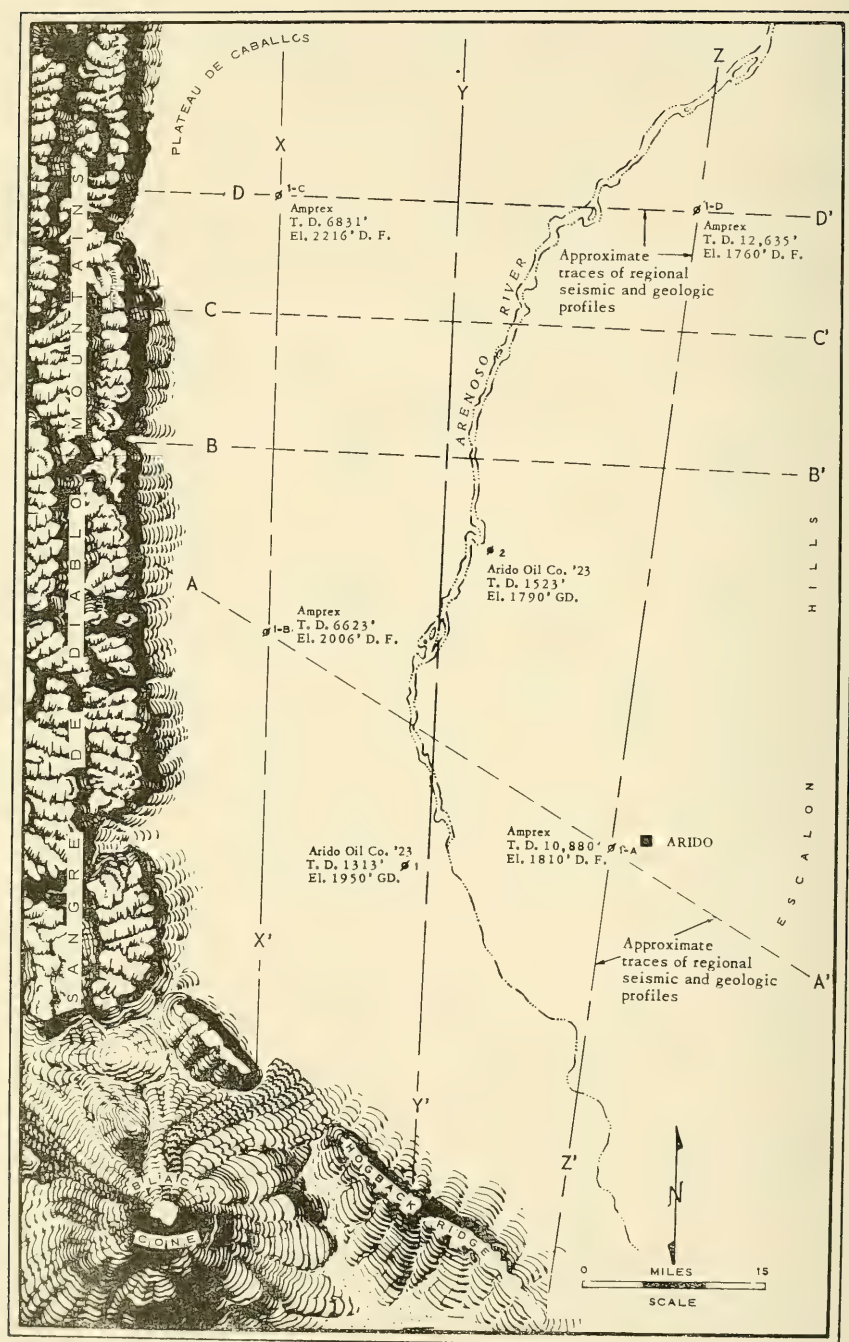 PLATEAU DE CABALLOS
X
Y
Z
D
1-C
Amprex
T. D. 6831'
El. 2216' D. F.
1-D
D'
Amprex
T. D. 12,635'
El. 1760' D. F.
Approximate
traces of regional
seismic and geologic
profiles
ARENOSO RIVER
C
C'
B
B'
SANGRE DE DIABLO MOUNTAINS
2
Arido Oil Co. '23
T. D. 1523'
El. 1790' GD.
A
Amprex
1-B
T. D. 6623'
El. 2006' D. F.
ESCALON HILLS
Arido Oil Co. '23
T. D. 1313'
El. 1950' GD.
1
Amprex
T. D. 10,880'
El. 1810' D. F.
1-A
ARIDO
Approximate
traces of regional
seismic and geologic
profiles
A'
X'
Y'
Z'
BLACK
CONE
HOGBACK RIDGE
N
0 MILES 15
SCALE